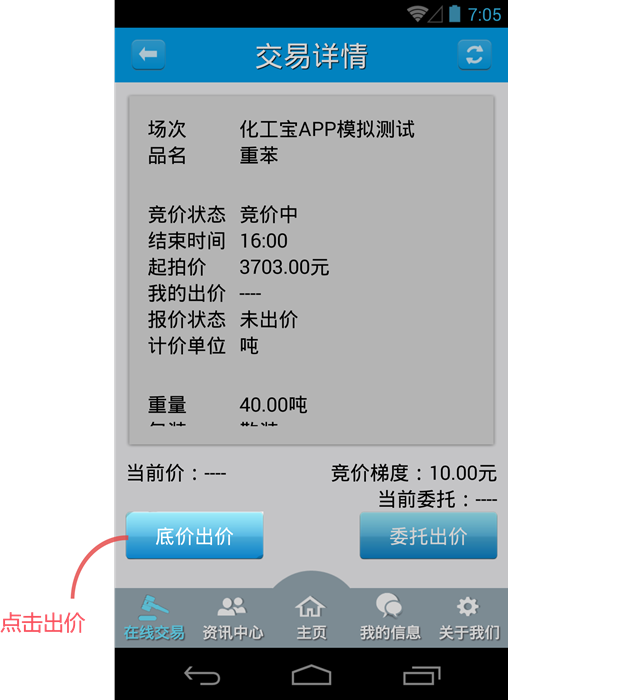 7:05
交易详情
场次 化工宝APP模拟测试
品名 重苯
竞价状态 竞价中
结束时间 16:00
起拍价 3703.00元
我的出价 ----
报价状态 未出价
计价单位 吨
重量 40.00吨
当前价：----
竞价梯度：10.00元
当前委托：----
底价出价 委托出价
点击出价
在线交易 资讯中心 主页 我的信息 关于我们